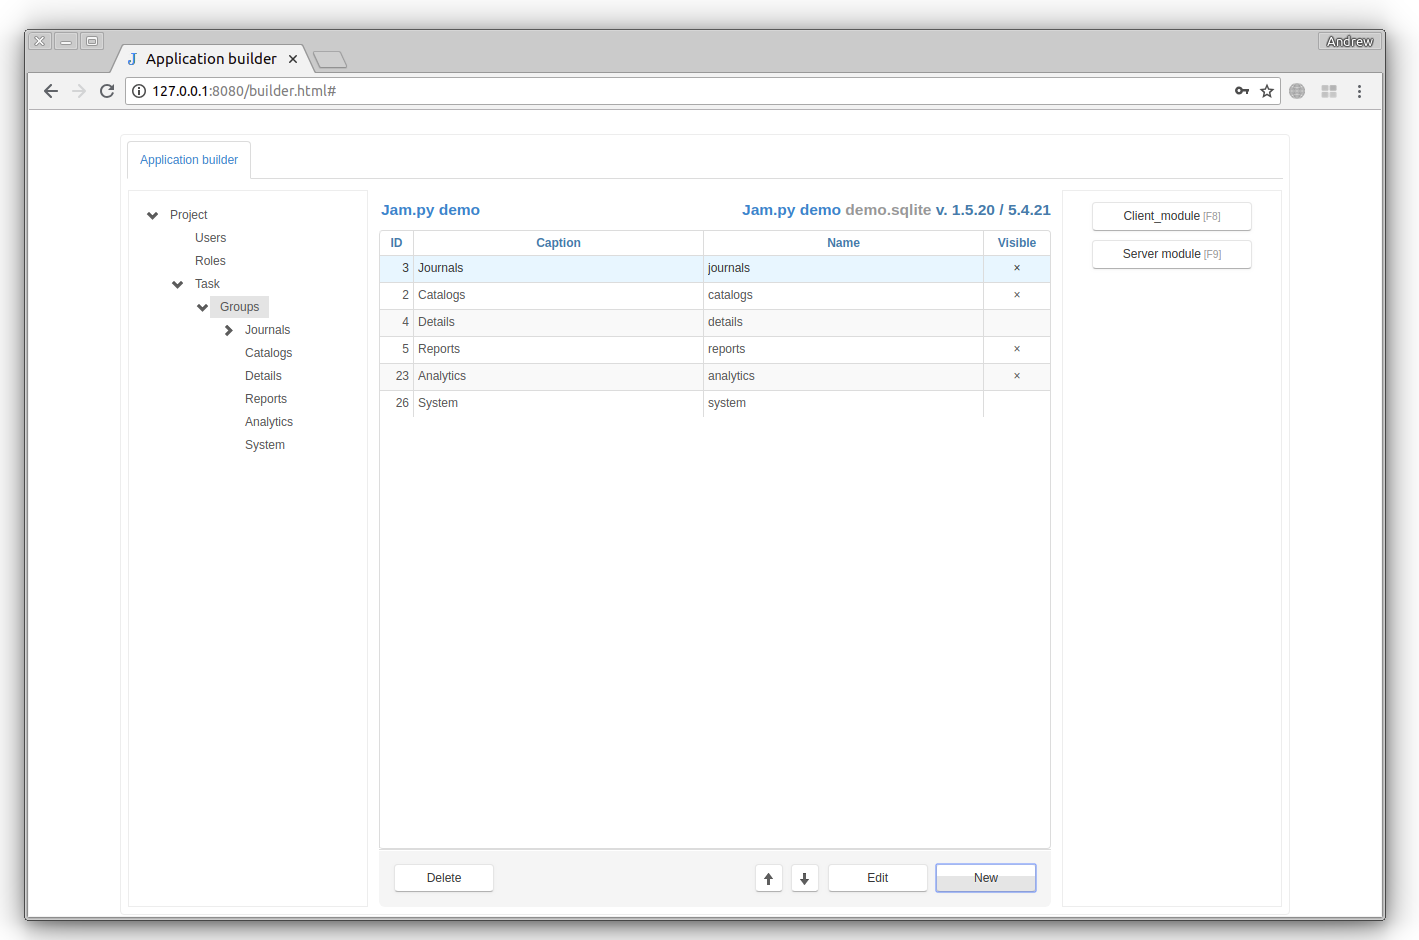 Andrew
Application builder
127.0.0.1:8080/builder.html#
Application builder
Project
Users
Roles
Task
Groups
Journals
Catalogs
Details
Reports
Analytics
System
Jam.py demo
Jam.py demo demo.sqlite v. 1.5.20 / 5.4.21
ID Caption Name Visible
3 Journals journals ×
2 Catalogs catalogs ×
4 Details details
5 Reports reports ×
23 Analytics analytics ×
26 System system
Delete
Edit
New
Client_module [F8]
Server module [F9]